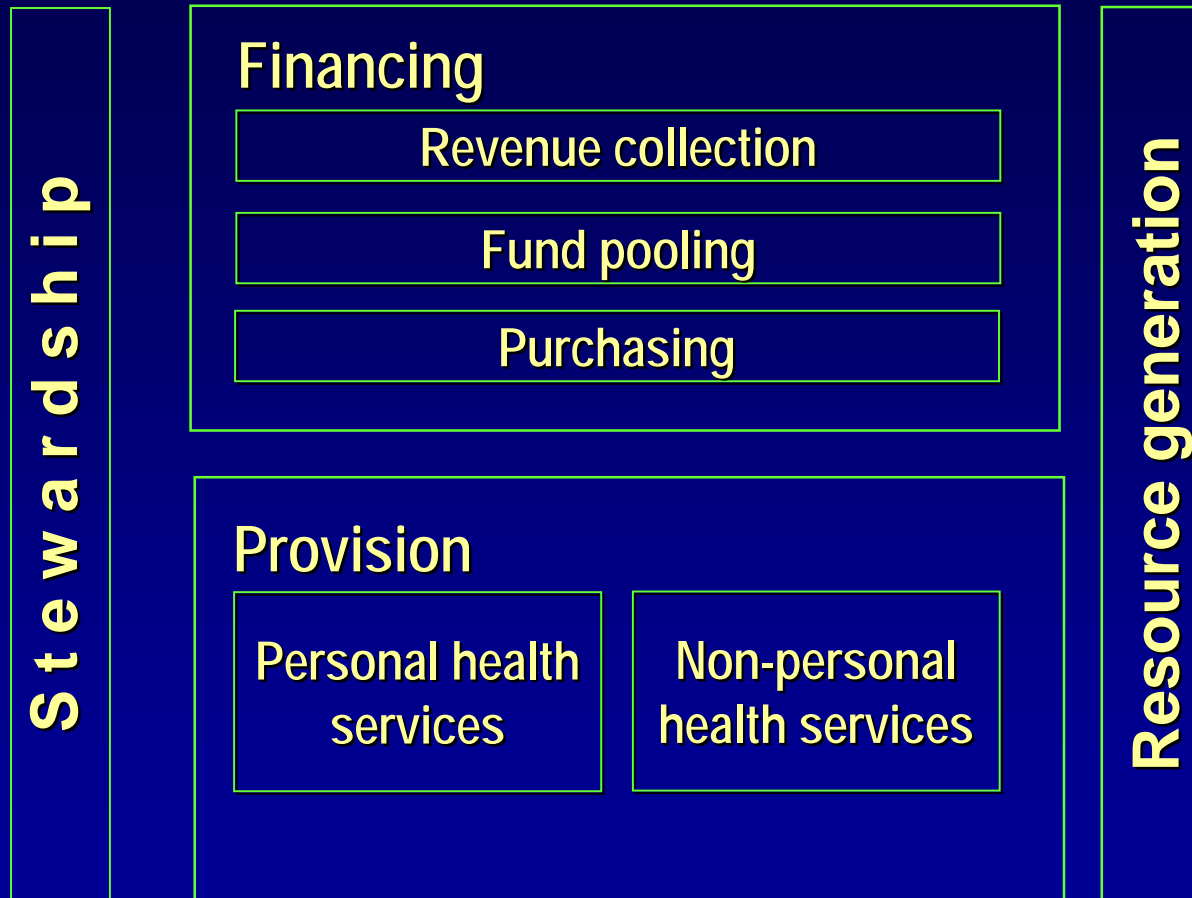 Stewardship
Financing
Revenue collection
Fund pooling
Purchasing
Provision
Personal health
services
Non-personal
health services
Resource generation